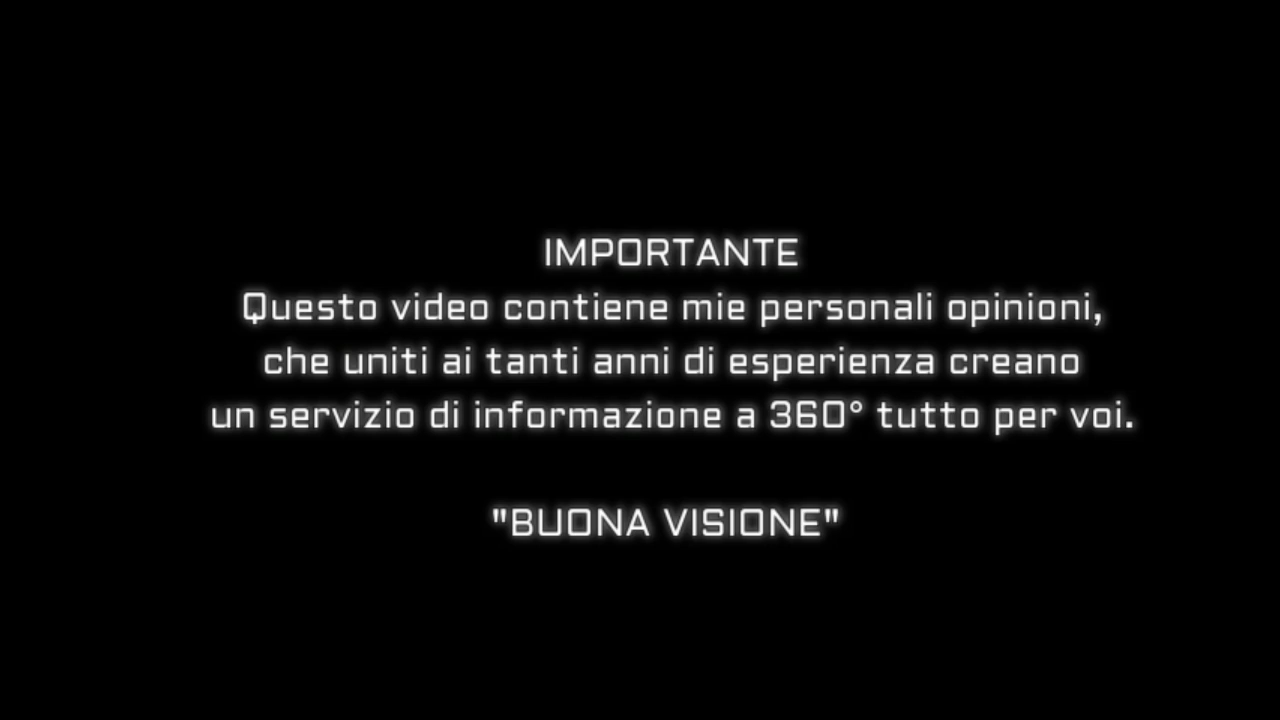 IMPORTANTE
Questo video contiene mie personali opinioni,
che uniti ai tanti anni di esperienza creano
un servizio di informazione a 360° tutto per voi.
"BUONA VISIONE"